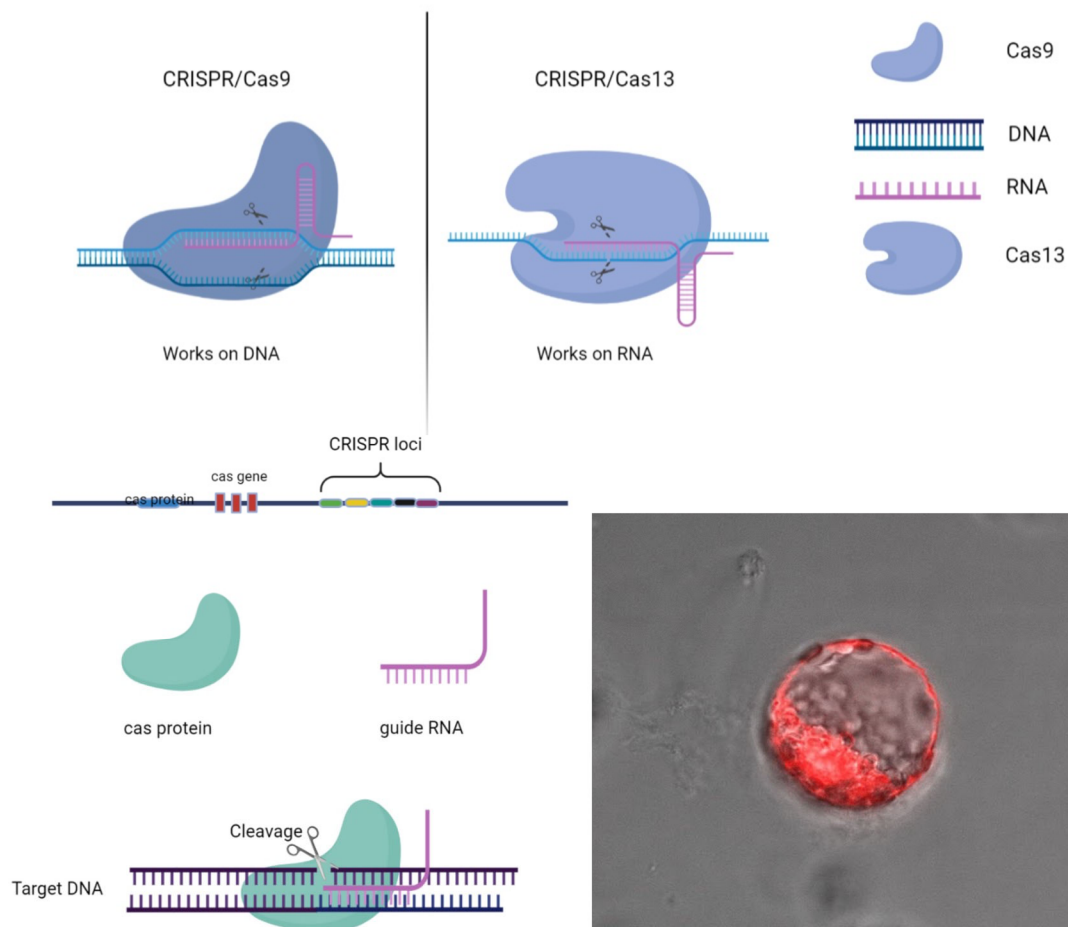 CRISPR/Cas9
CRISPR/Cas13
Cas9
DNA
RNA
Cas13
Works on DNA
Works on RNA
CRISPR loci
cas gene
cas protein
cas protein
guide RNA
Cleavage
Target DNA